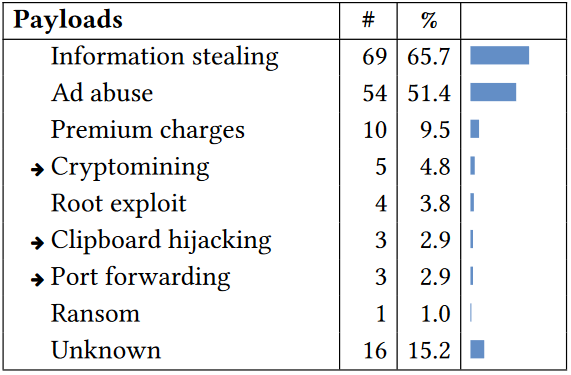 Payloads # %
Information stealing 69 65.7
Ad abuse 54 51.4
Premium charges 10 9.5
➔ Cryptomining 5 4.8
Root exploit 4 3.8
➔ Clipboard hijacking 3 2.9
➔ Port forwarding 3 2.9
Ransom 1 1.0
Unknown 16 15.2